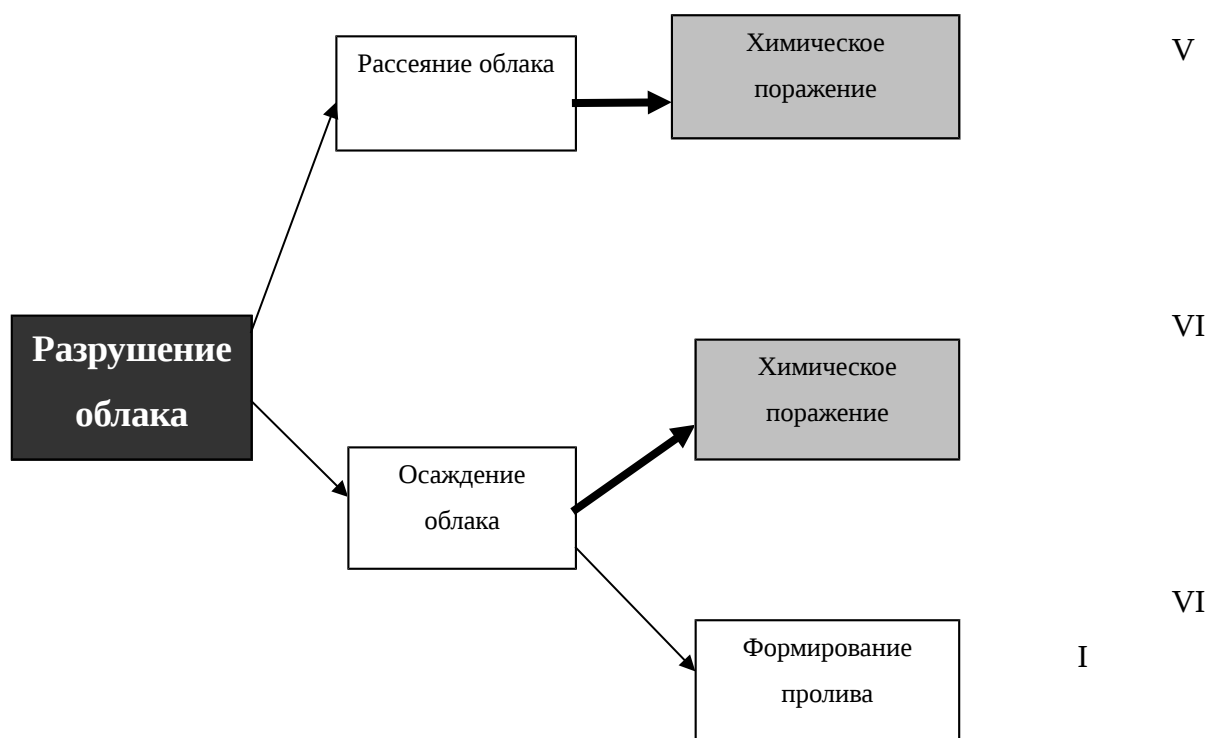 Рассеяние облака
Химическое
поражение
V
Разрушение
облака
Химическое
поражение
VI
Осаждение
облака
Формирование
пролива
VI
I